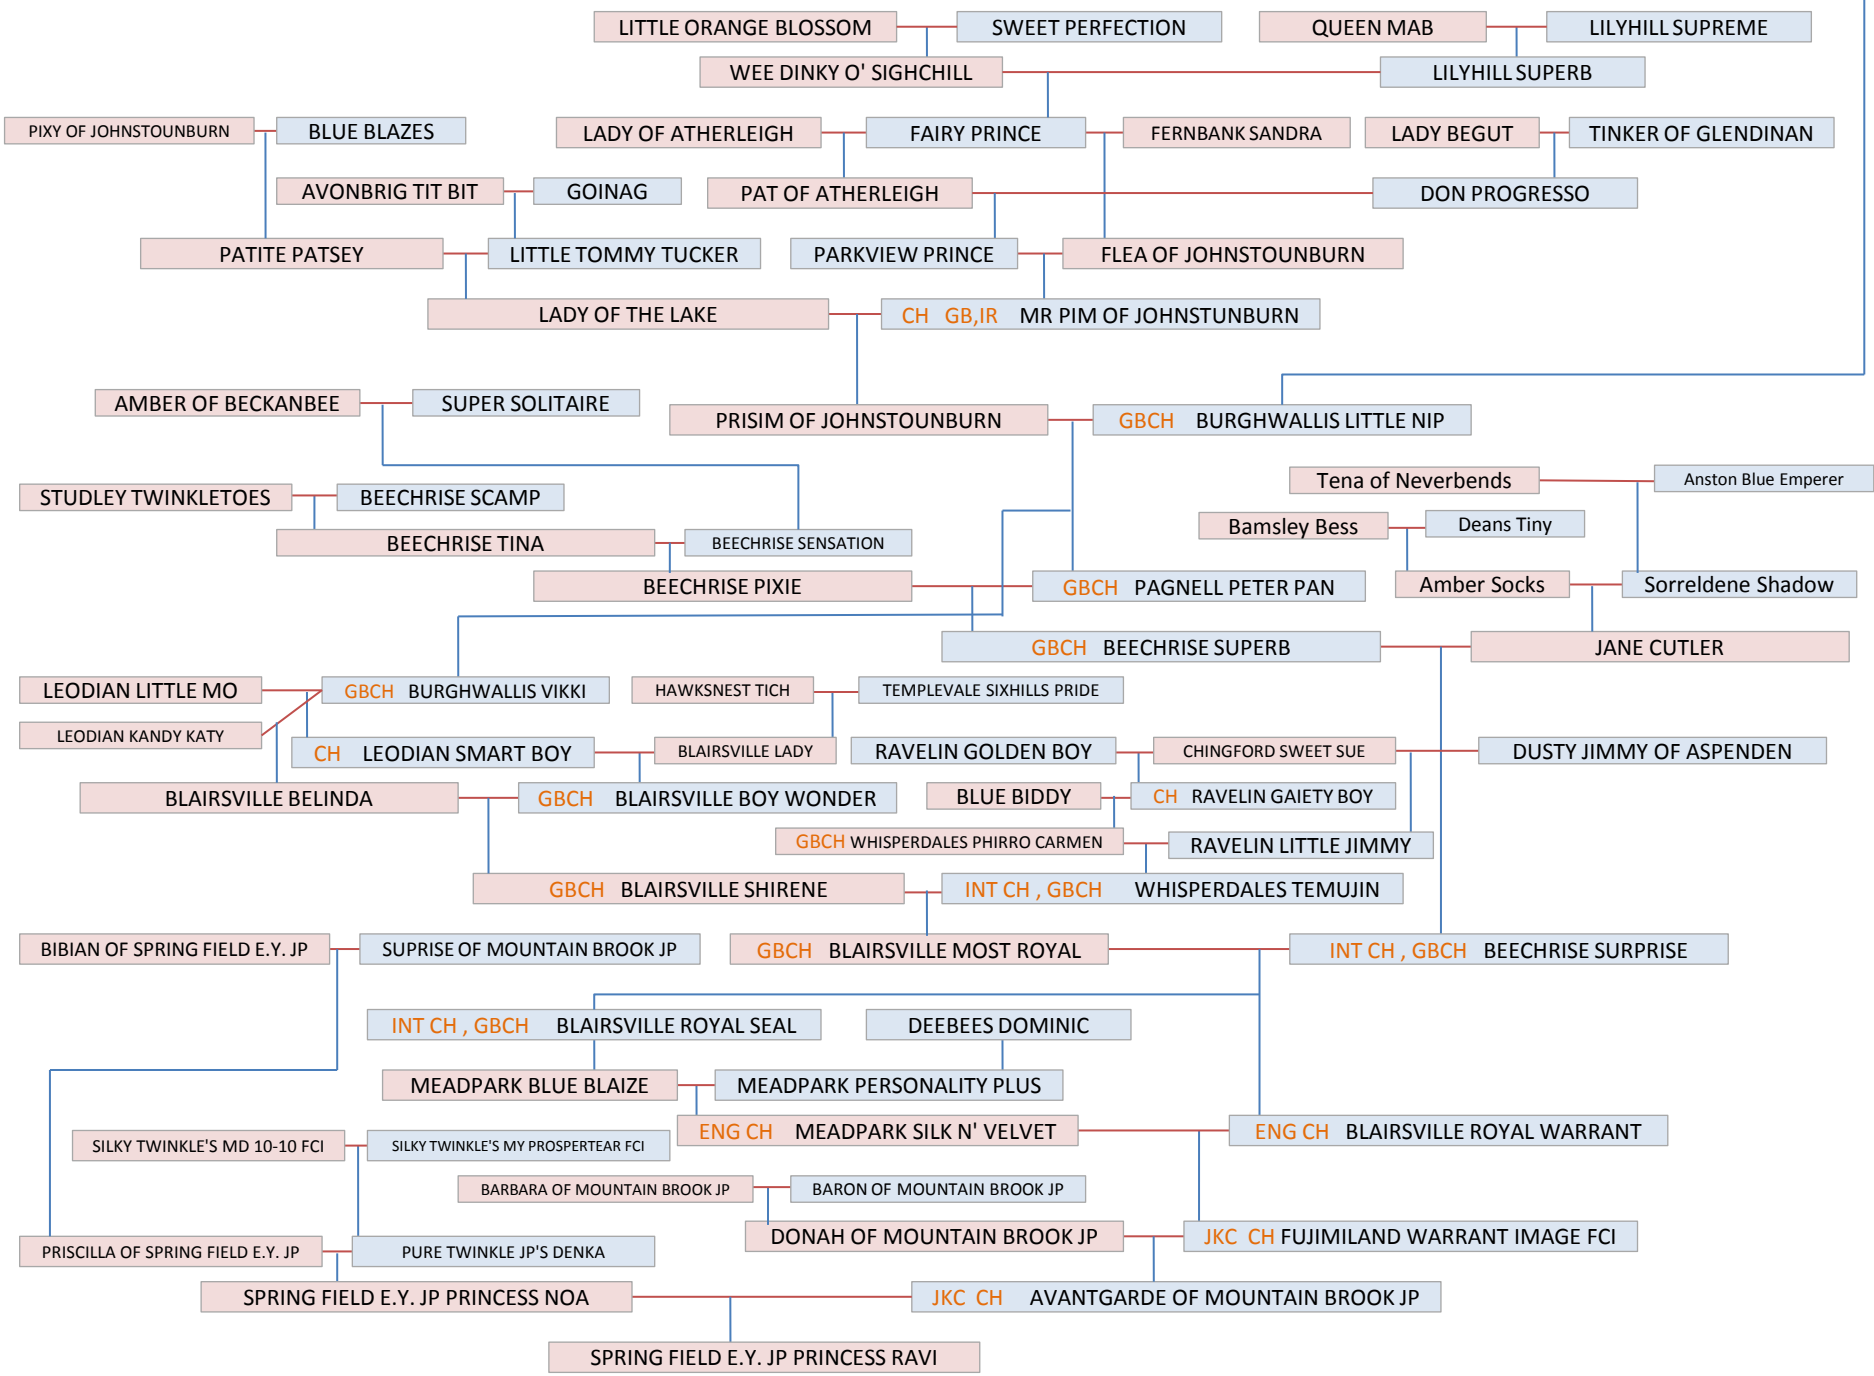 LITTLE ORANGE BLOSSOM SWEET PERFECTION QUEEN MAB LILYHILL SUPREME
WEE DINKY O' SIGHCHILL LILYHILL SUPERB
PIXY OF JOHNSTOUNBURN BLUE BLAZES LADY OF ATHERLEIGH FAIRY PRINCE FERNBANK SANDRA LADY BEGUT TINKER OF GLENDINAN
AVONBRIG TIT BIT GOINAG PAT OF ATHERLEIGH DON PROGRESSO
PATITE PATSEY LITTLE TOMMY TUCKER PARKVIEW PRINCE FLEA OF JOHNSTOUNBURN
LADY OF THE LAKE CH GB,IR MR PIM OF JOHNSTUNBURN
AMBER OF BECKANBEE SUPER SOLITAIRE
PRISIM OF JOHNSTOUNBURN GBCH BURGHWALLIS LITTLE NIP
Tena of Neverbends Anston Blue Emperer
STUDLEY TWINKLETOES BEECHRISE SCAMP
Bamsley Bess Deans Tiny
BEECHRISE TINA BEECHRISE SENSATION
BEECHRISE PIXIE GBCH PAGNELL PETER PAN Amber Socks Sorreldene Shadow
GBCH BEECHRISE SUPERB JANE CUTLER
LEODIAN LITTLE MO GBCH BURGHWALLIS VIKKI HAWKSNEST TICH TEMPLEVALE SIXHILLS PRIDE
LEODIAN KANDY KATY
CH LEODIAN SMART BOY BLAIRSVILLE LADY RAVELIN GOLDEN BOY CHINGFORD SWEET SUE DUSTY JIMMY OF ASPENDEN
BLAIRSVILLE BELINDA GBCH BLAIRSVILLE BOY WONDER BLUE BIDDY CH RAVELIN GAIETY BOY
GBCH WHISPERDALES PHIRRO CARMEN RAVELIN LITTLE JIMMY
GBCH BLAIRSVILLE SHIRENE INT CH , GBCH WHISPERDALES TEMUJIN
BIBIAN OF SPRING FIELD E.Y. JP SUPRISE OF MOUNTAIN BROOK JP GBCH BLAIRSVILLE MOST ROYAL INT CH , GBCH BEECHRISE SURPRISE
INT CH , GBCH BLAIRSVILLE ROYAL SEAL DEEBEES DOMINIC
MEADPARK BLUE BLAIZE MEADPARK PERSONALITY PLUS
ENG CH MEADPARK SILK N' VELVET ENG CH BLAIRSVILLE ROYAL WARRANT
SILKY TWINKLE'S MD 10-10 FCI SILKY TWINKLE'S MY PROSPERTEAR FCI
BARBARA OF MOUNTAIN BROOK JP BARON OF MOUNTAIN BROOK JP
DONAH OF MOUNTAIN BROOK JP JKC CH FUJIMILAND WARRANT IMAGE FCI
PRISCILLA OF SPRING FIELD E.Y. JP PURE TWINKLE JP'S DENKA
SPRING FIELD E.Y. JP PRINCESS NOA JKC CH AVANTGARDE OF MOUNTAIN BROOK JP
SPRING FIELD E.Y. JP PRINCESS RAVI